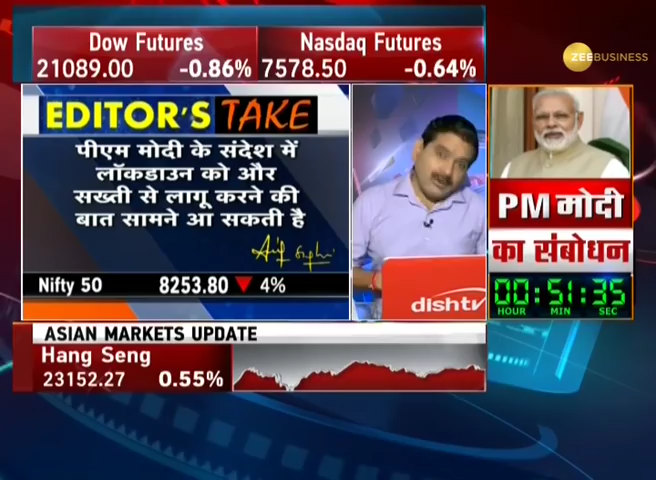 Dow Futures
21089.00 -0.86%
Nasdaq Futures
7578.50 -0.64%
ZEEBUSINESS
EDITOR'S TAKE
पीएम मोदी के संदेश में
लॉकडाउन को और
सख्ती से लागू करने की
बात सामने आ सकती है
Nifty 50 8253.80 4%
dishtv
PM मोदी
का संबोधन
00:51:35
HOUR MIN SEC
ASIAN MARKETS UPDATE
Hang Seng
23152.27 0.55%